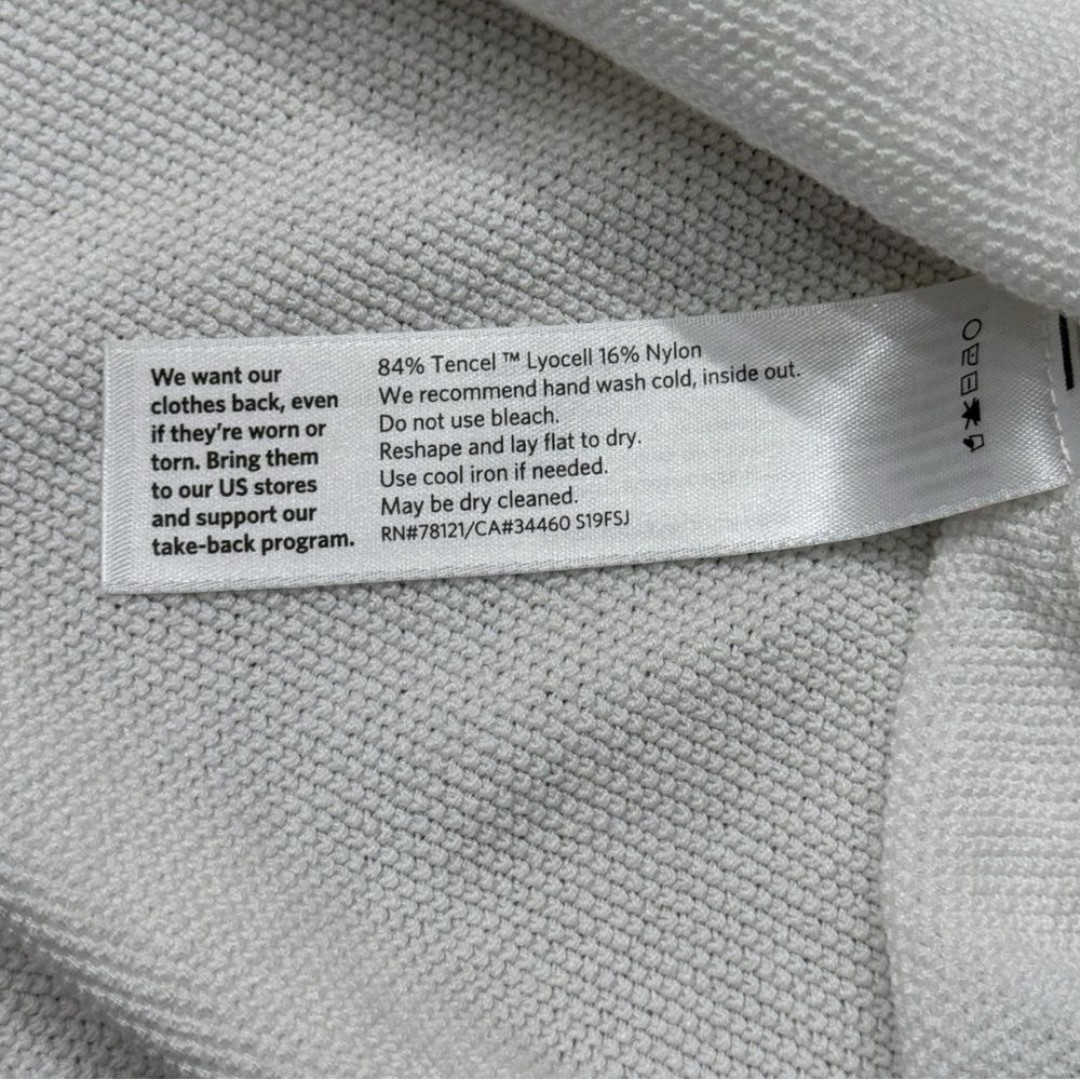 We want our
clothes back, even
if they're worn or
torn. Bring them
to our US stores
and support our
take-back program.
84% Tencel ™ Lyocell 16% Nylon
We recommend hand wash cold, inside out.
Do not use bleach.
Reshape and lay flat to dry.
Use cool iron if needed.
May be dry cleaned.
RN#78121/CA#34460 S19FSJ